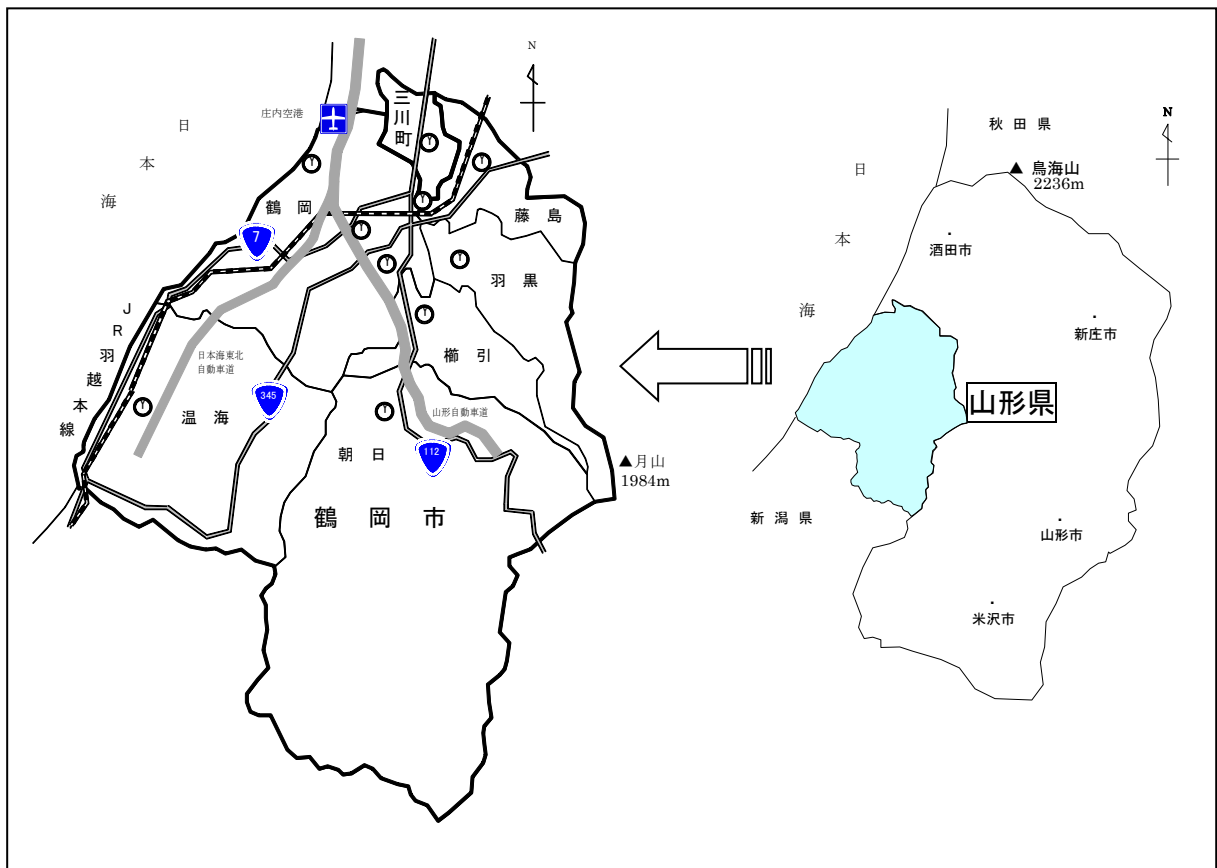 N
庄内空港
日本海
三川町
鶴岡
7
藤島
羽黒
櫛引
JR羽越本線
日本海東北
自動車道
345
温海
朝日
山形自動車道
112
▲月山
1984m
鶴岡市
N
秋田県
▲鳥海山
2236m
日本海
酒田市
新庄市
山形県
新潟県
山形市
米沢市